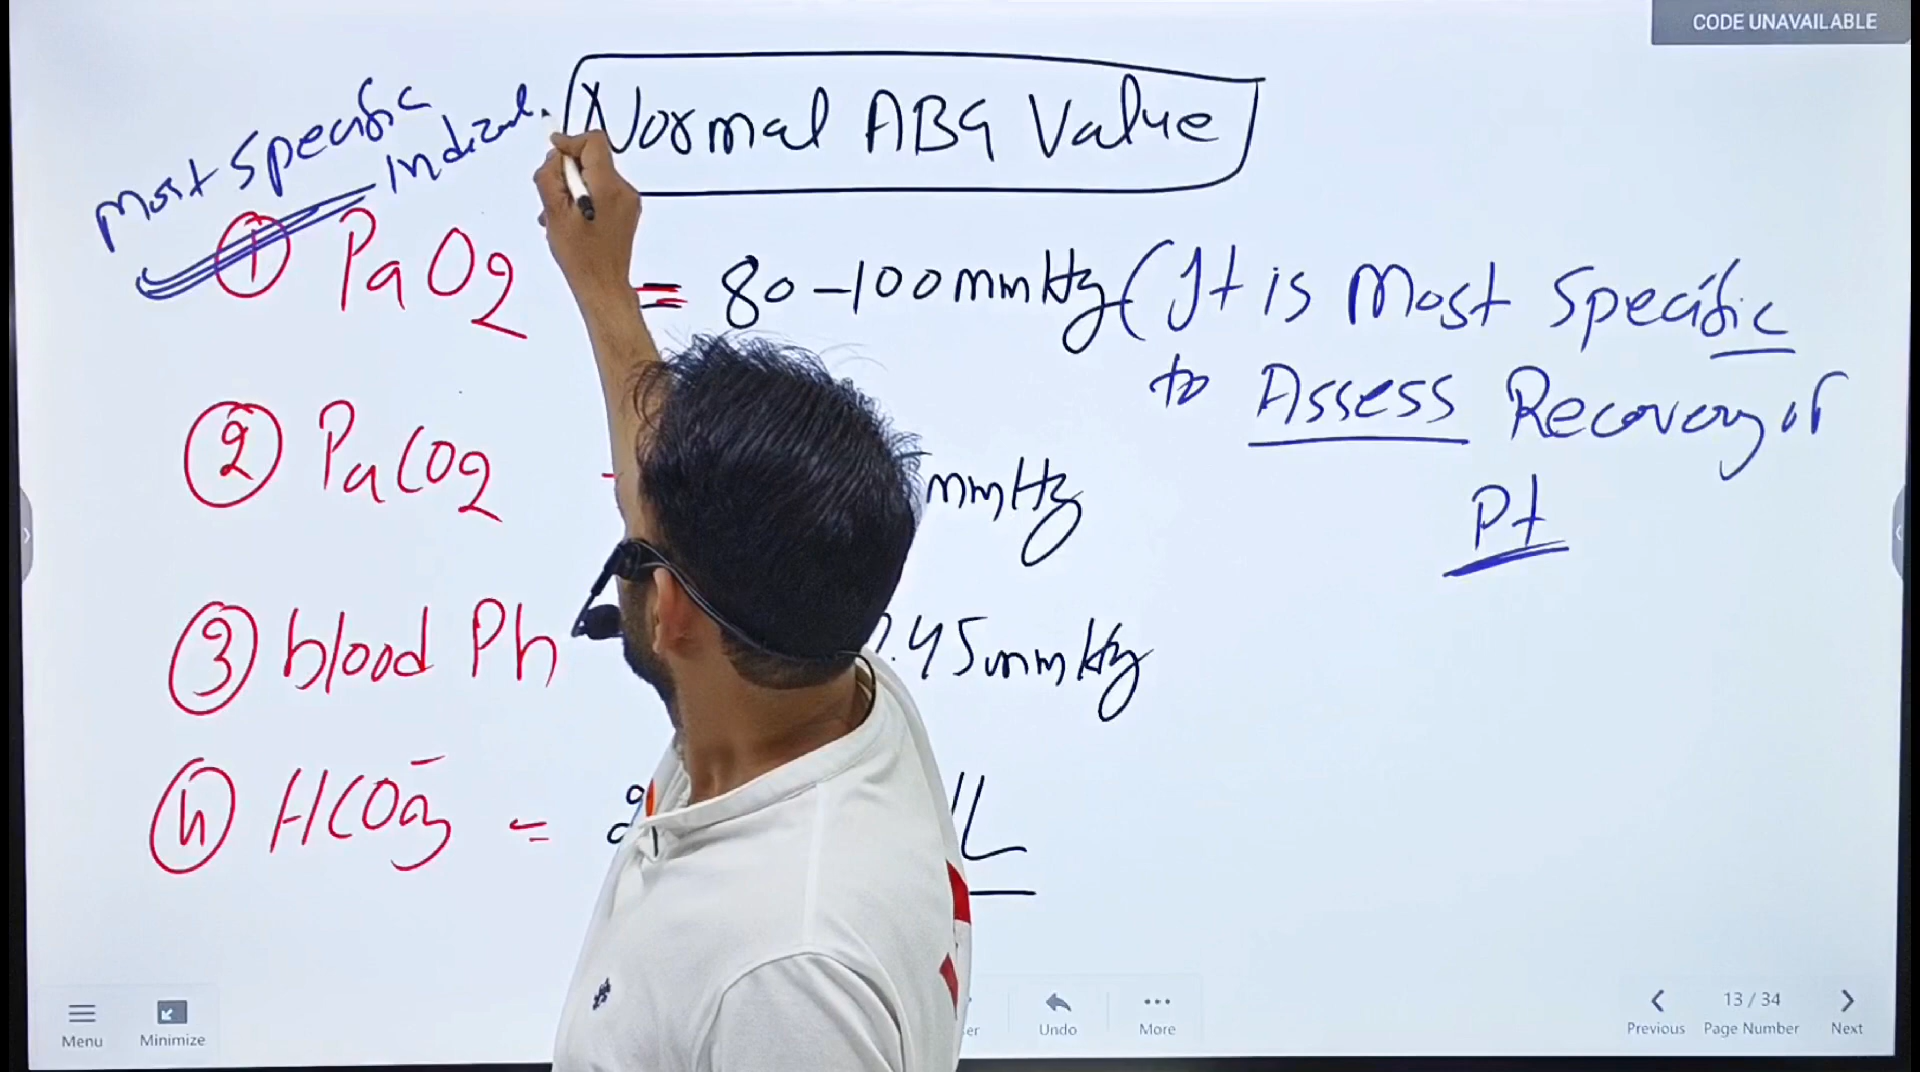 CODE UNAVAILABLE
Normal ABG Value
Most Specific
① PaO2 = 80-100mmHg (It is Most Specific
to Assess Recovery of
Pt
② PaCO2 mmHg
③ blood Ph .45mmHg
④ HCO3- = L
Menu
Minimize
Undo
More
Previous
13 / 34
Page Number
Next